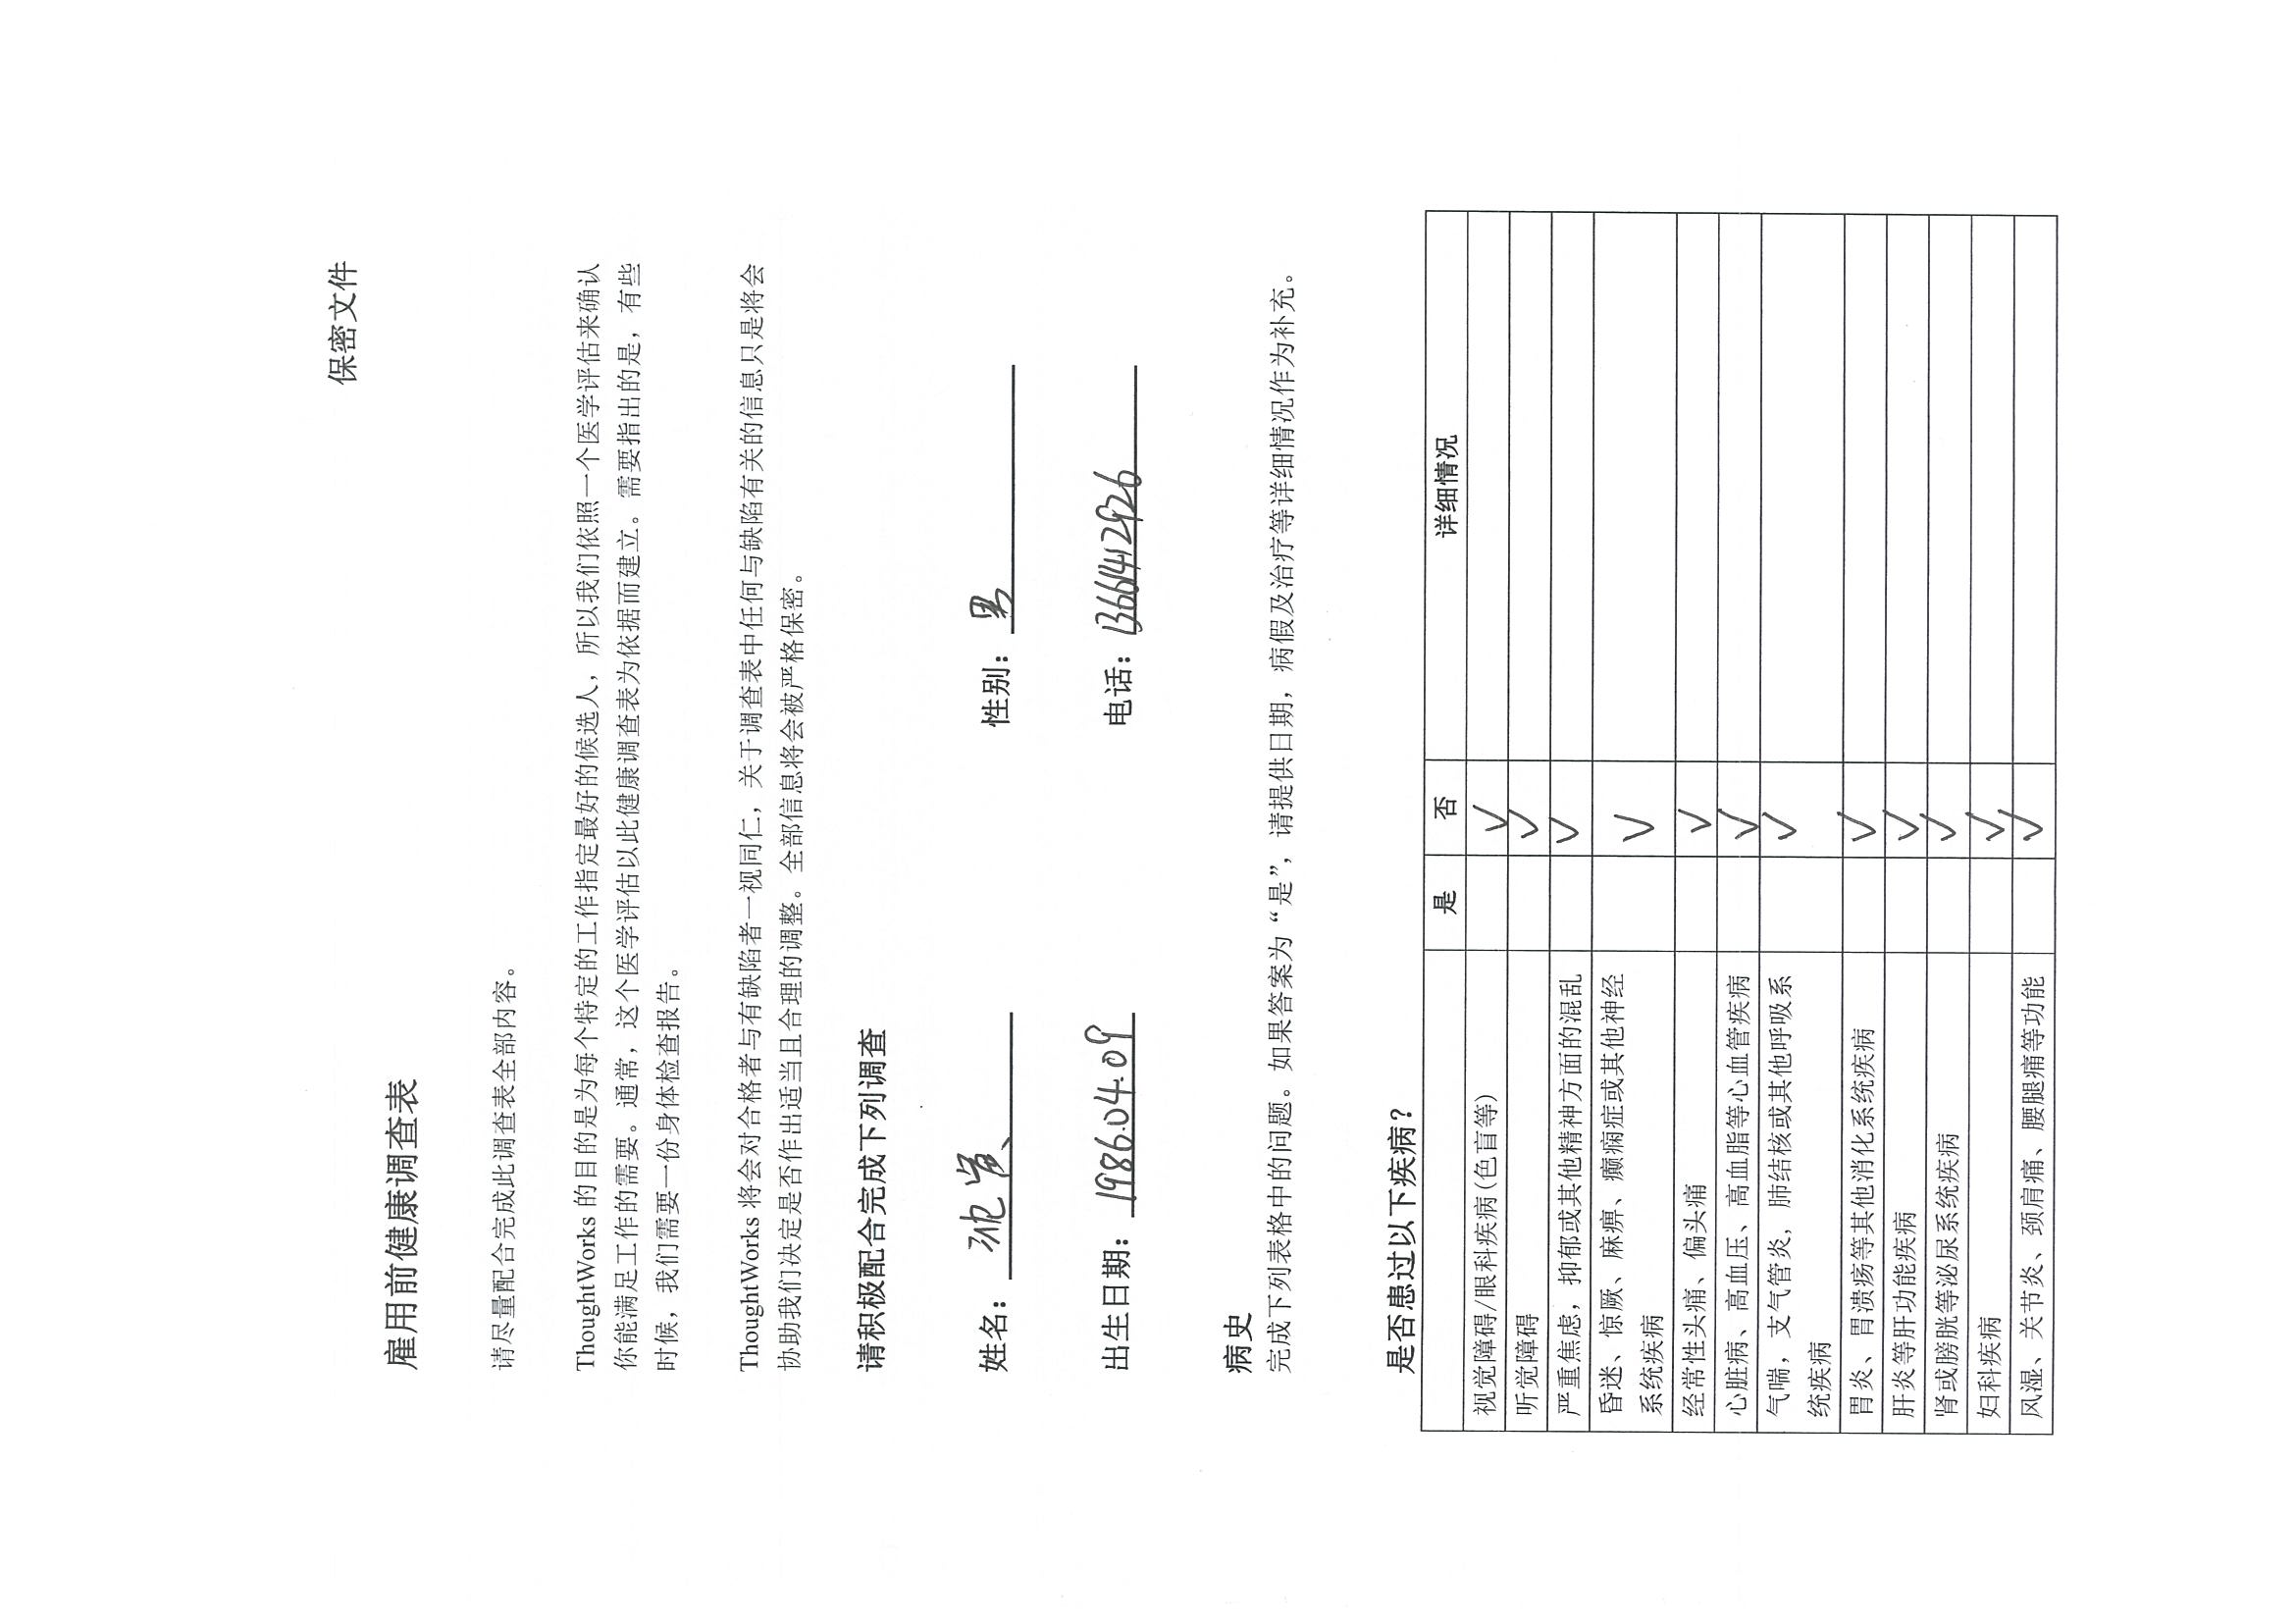 保密文件
雇用前健康调查表
请尽量配合完成此调查表全部内容。
ThoughtWorks 的目的是为每个特定的工作指定最好的候选人，所以我们依照一个医学评估来确认
你能满足工作的需要。通常，这个医学评估以此健康调查表为依据而建立。需要指出的是，有些
时候，我们需要一份身体检查报告。
ThoughtWorks 将会对合格者与有缺陷者一视同仁，关于调查表中任何与缺陷有关的信息只是将会
协助我们决定是否作出适当且合理的调整。全部信息将会被严格保密。
请积极配合完成下列调查
姓名： 性别：男
出生日期：1986.04.09 电话：13661412926
病史
完成下列表格中的问题。如果答案为“是”，请提供日期，病假及治疗等详细情况作为补充。
是否患过以下疾病？
是 否 详细情况
视觉障碍/眼科疾病(色盲等) √
听觉障碍 √
严重焦虑，抑郁或其他精神方面的混乱 √
昏迷、惊厥、麻痹、癫痫症或其他神经 √
系统疾病
经常性头痛、偏头痛 √
心脏病、高血压、高血脂等心血管疾病 √
气喘，支气管炎，肺结核或其他呼吸系 √
统疾病
胃炎、胃溃疡等其他消化系统疾病 √
肝炎等肝功能疾病 √
肾或膀胱等泌尿系统疾病 √
妇科疾病 √
风湿、关节炎、颈肩痛、腰腿痛等功能 √